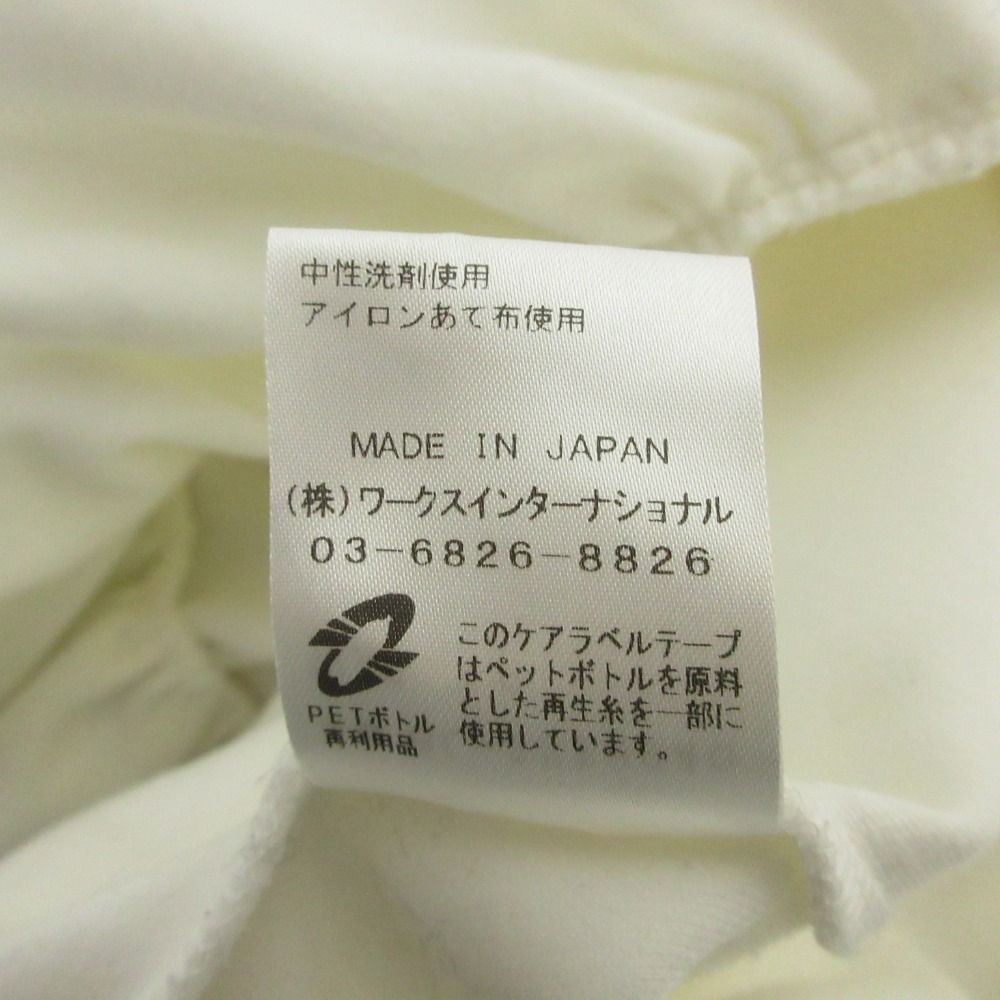 中性洗剤使用
アイロンあて布使用
MADE IN JAPAN
(株)ワークスインターナショナル
03-6826-8826
PETボトル
再利用品
このケアラベルテープ
はペットボトルを原料
とした再生糸を一部に
使用しています。